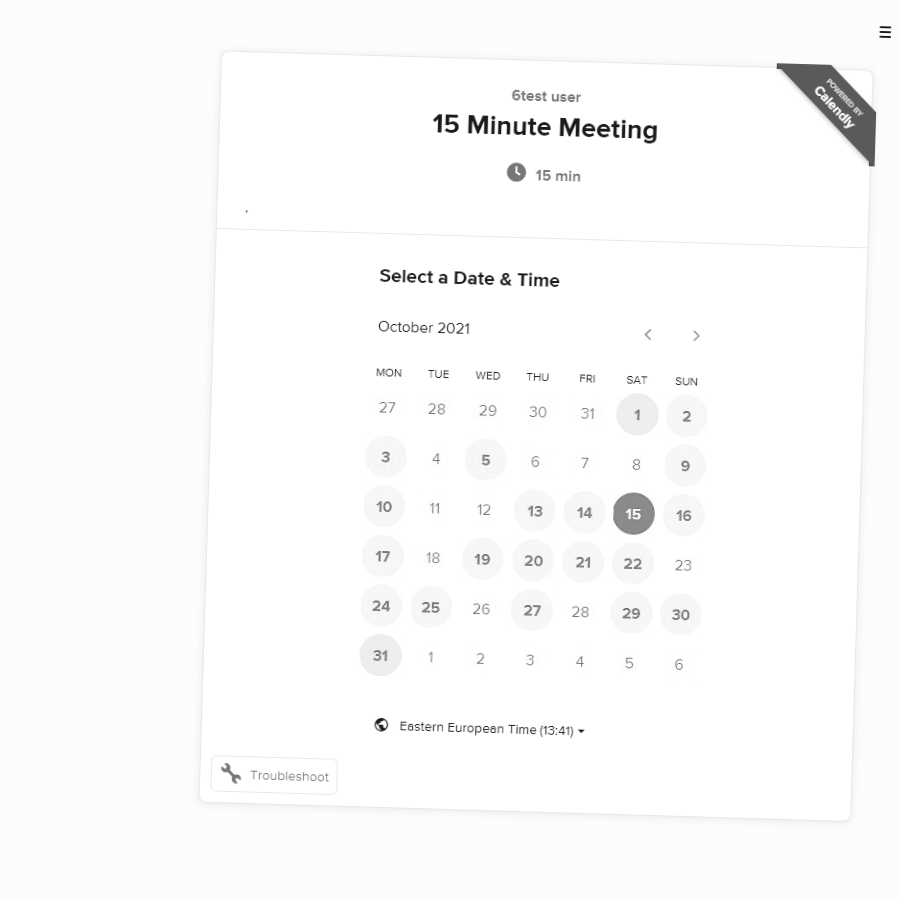 POWERED BY
Calendly
6test user
15 Minute Meeting
15 min
.
Select a Date & Time
October 2021
MON TUE WED THU FRI SAT SUN
27 28 29 30 31 1 2
3 4 5 6 7 8 9
10 11 12 13 14 15 16
17 18 19 20 21 22 23
24 25 26 27 28 29 30
31 1 2 3 4 5 6
Eastern European Time (13:41)
Troubleshoot